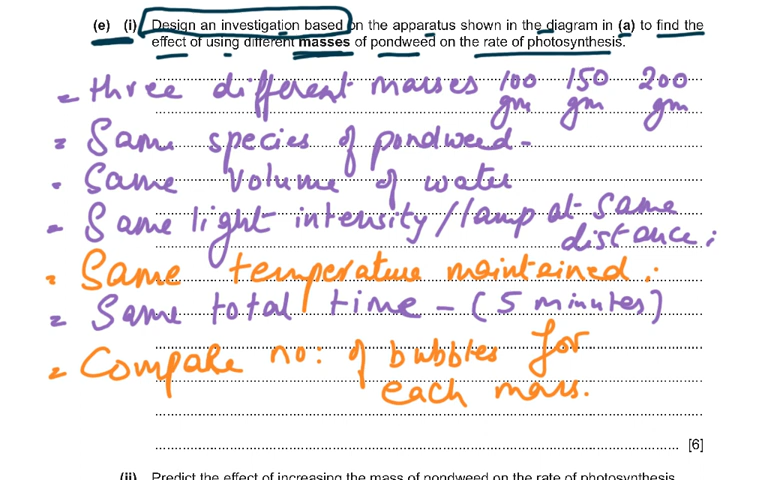 (e) (i) Design an investigation based on the apparatus shown in the diagram in (a) to find the
effect of using different masses of pondweed on the rate of photosynthesis.
- three different masses 100 150 200
gm gm gm
- Same species of pondweed-
- Same volume of water
- Same light intensity/lamp at same
distance;
- Same temperature maintained.
- Same total time - (5 minutes)
- Compare no: of bubbles for
each mass.
[6]
(ii) Predict the effect of increasing the mass of pondweed on the rate of photosynthesis.